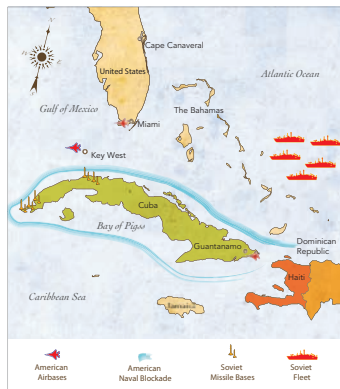 Cape Canaveral
United States
Atlantic Ocean
Gulf of Mexico
The Bahamas
Miami
Key West
Cuba
Bay of Pigs
Guantanamo
Dominican
Republic
Haiti
Caribbean Sea
Jamaica
American
Airbases
American
Naval Blockade
Soviet
Missile Bases
Soviet
Fleet